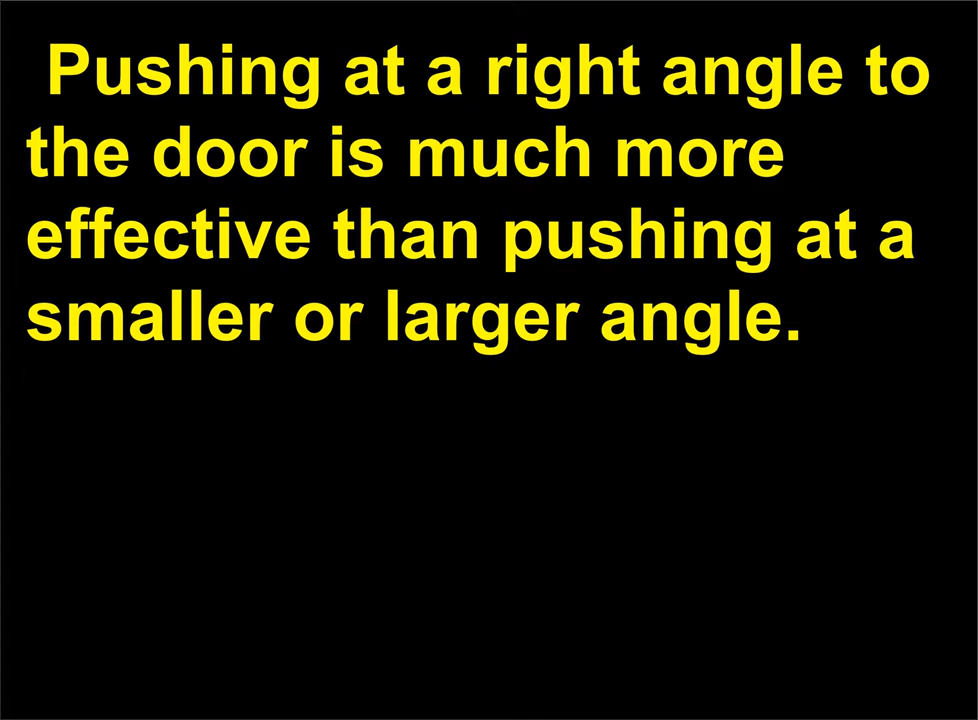 Pushing at a right angle to
the door is much more
effective than pushing at a
smaller or larger angle.